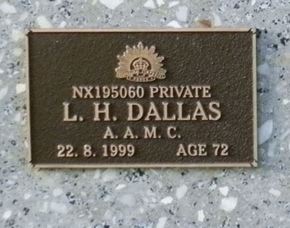 NX195060 PRIVATE
L. H. DALLAS
A. A. M. C.
22. 8. 1999 AGE 72